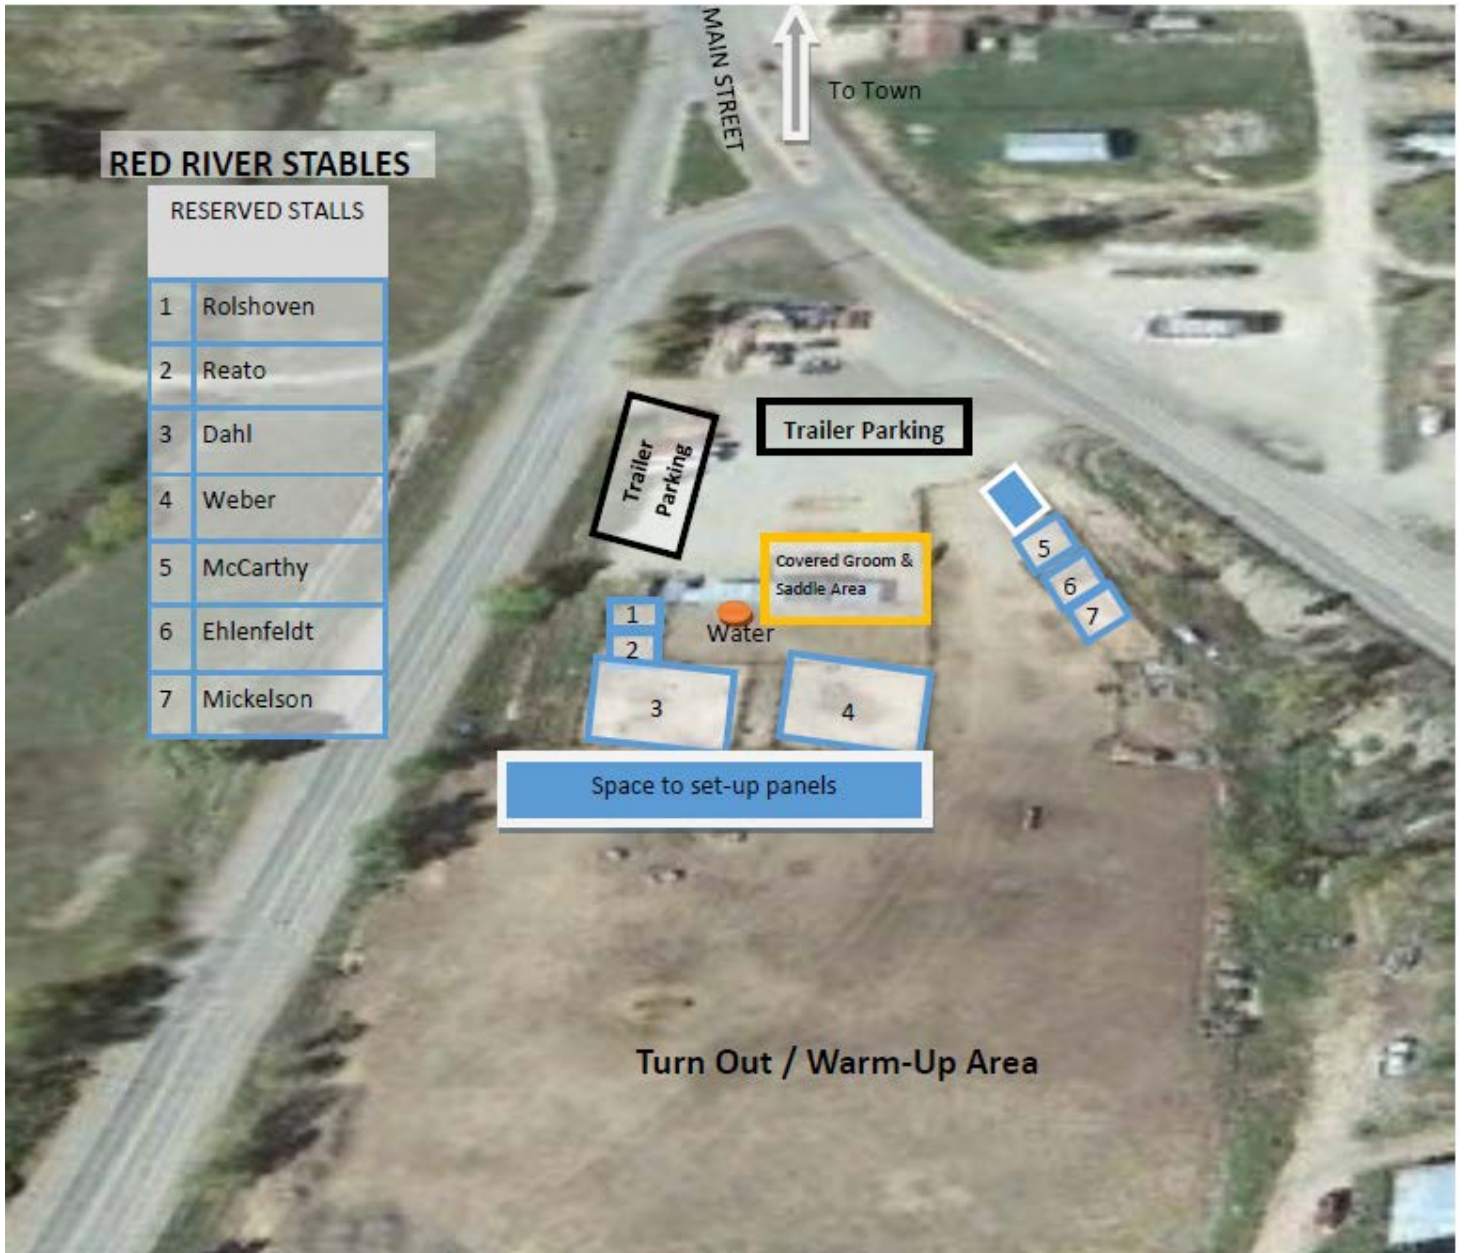 MAIN STREET
To Town
RED RIVER STABLES
RESERVED STALLS
1 Rolshoven
2 Reato
3 Dahl
4 Weber
5 McCarthy
6 Ehlenfeldt
7 Mickelson
Trailer
Parking
Trailer Parking
Covered Groom &
Saddle Area
Water
1
2
3
4
5
6
7
Space to set-up panels
Turn Out / Warm-Up Area